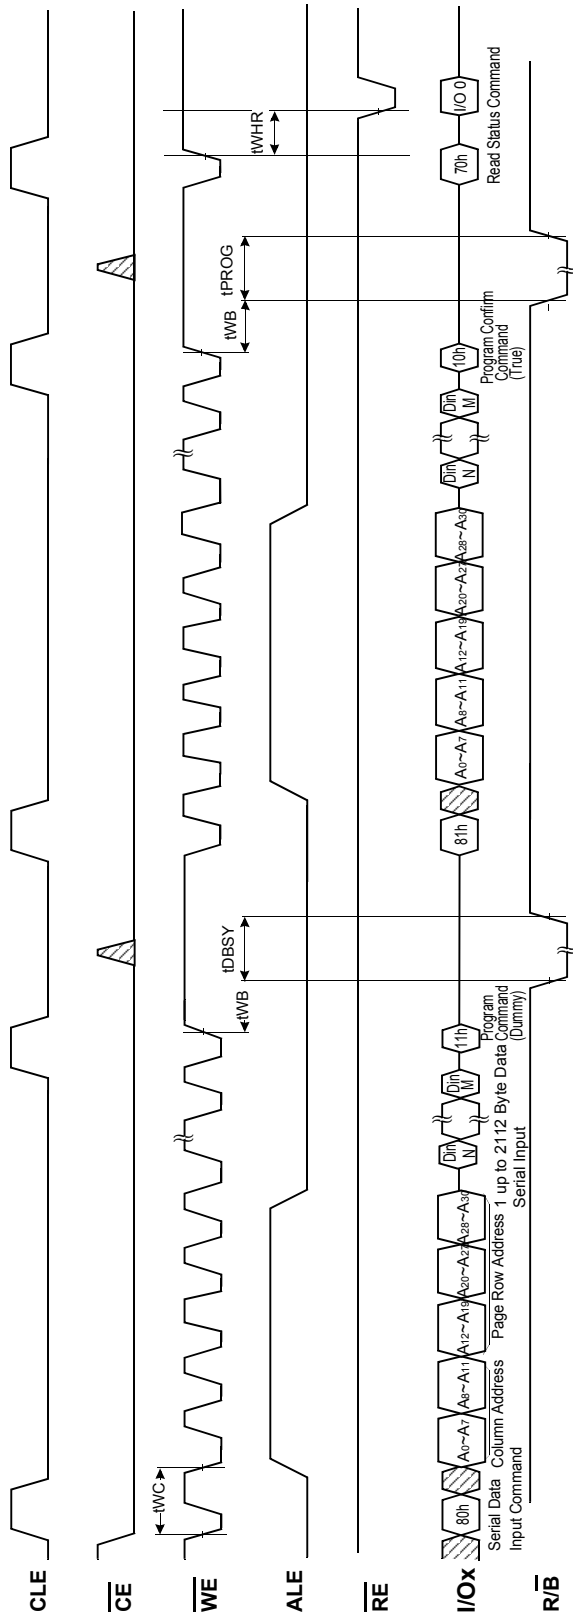 CLE
CE
WE
tWC
ALE
tWB
tDBSY
tWB
tPROG
tWHR
RE
I/Ox
80h
A0~A7
A8~A11
A12~A19
A20~A27
A28~A30
Din
N
Din
M
11h
81h
A0~A7
A8~A11
A12~A19
A20~A27
A28~A30
Din
N
Din
M
10h
70h
I/O 0
Serial Data
Input Command
Column Address
Page Row Address
1 up to 2112 Byte Data
Serial Input
Program
Command
(Dummy)
Program Confirm
Command
(True)
Read Status Command
R/B